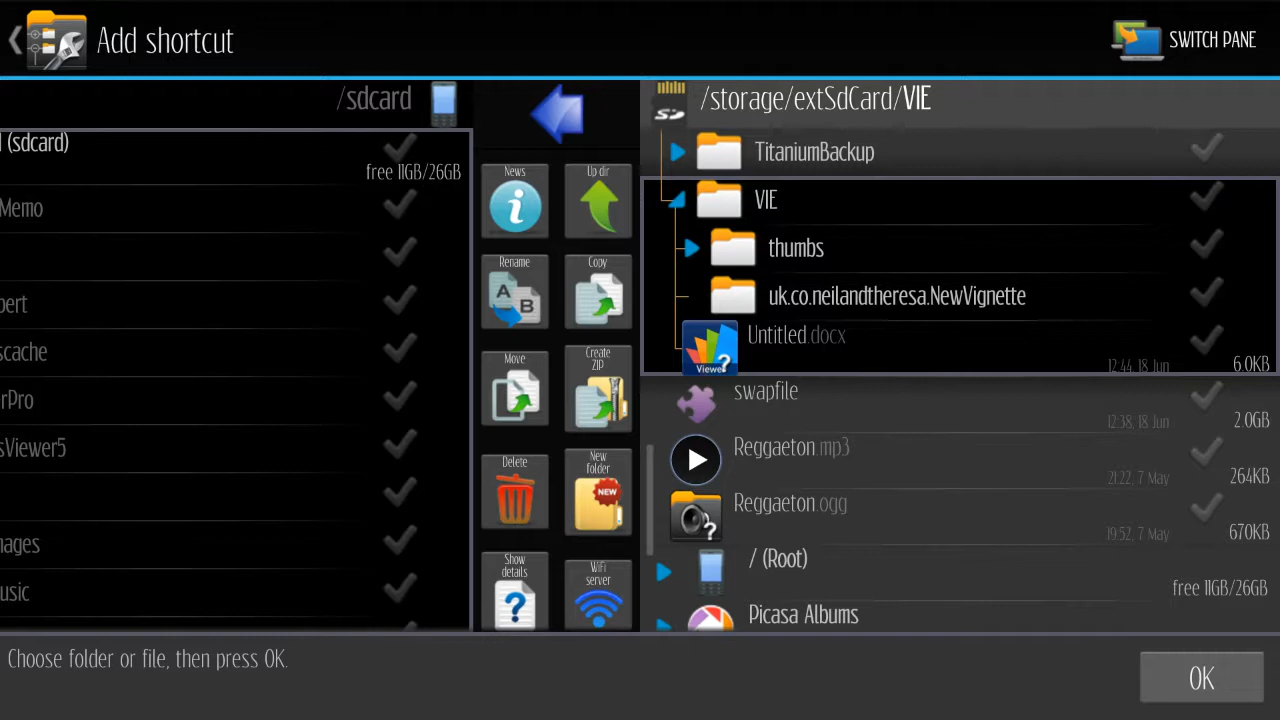 Add shortcut
SWITCH PANE
/sdcard
(sdcard)
free 11GB/26GB
Memo
pert
scache
rPro
sViewer5
mages
usic
News
Up dir
Rename
Copy
A
B
Move
Create
ZIP
Delete
New
folder
NEW
Show
details
WiFi
server
/storage/extSdCard/VIE
TitaniumBackup
VIE
thumbs
uk.co.neilandtheresa.NewVignette
Untitled.docx
Viewer
12:44, 18 Jun
6.0KB
swapfile
12:38, 18 Jun
2.0GB
Reggaeton.mp3
21:22, 7 May
264KB
Reggaeton.ogg
19:52, 7 May
670KB
/ (Root)
free 11GB/26GB
Picasa Albums
Choose folder or file, then press OK.
OK